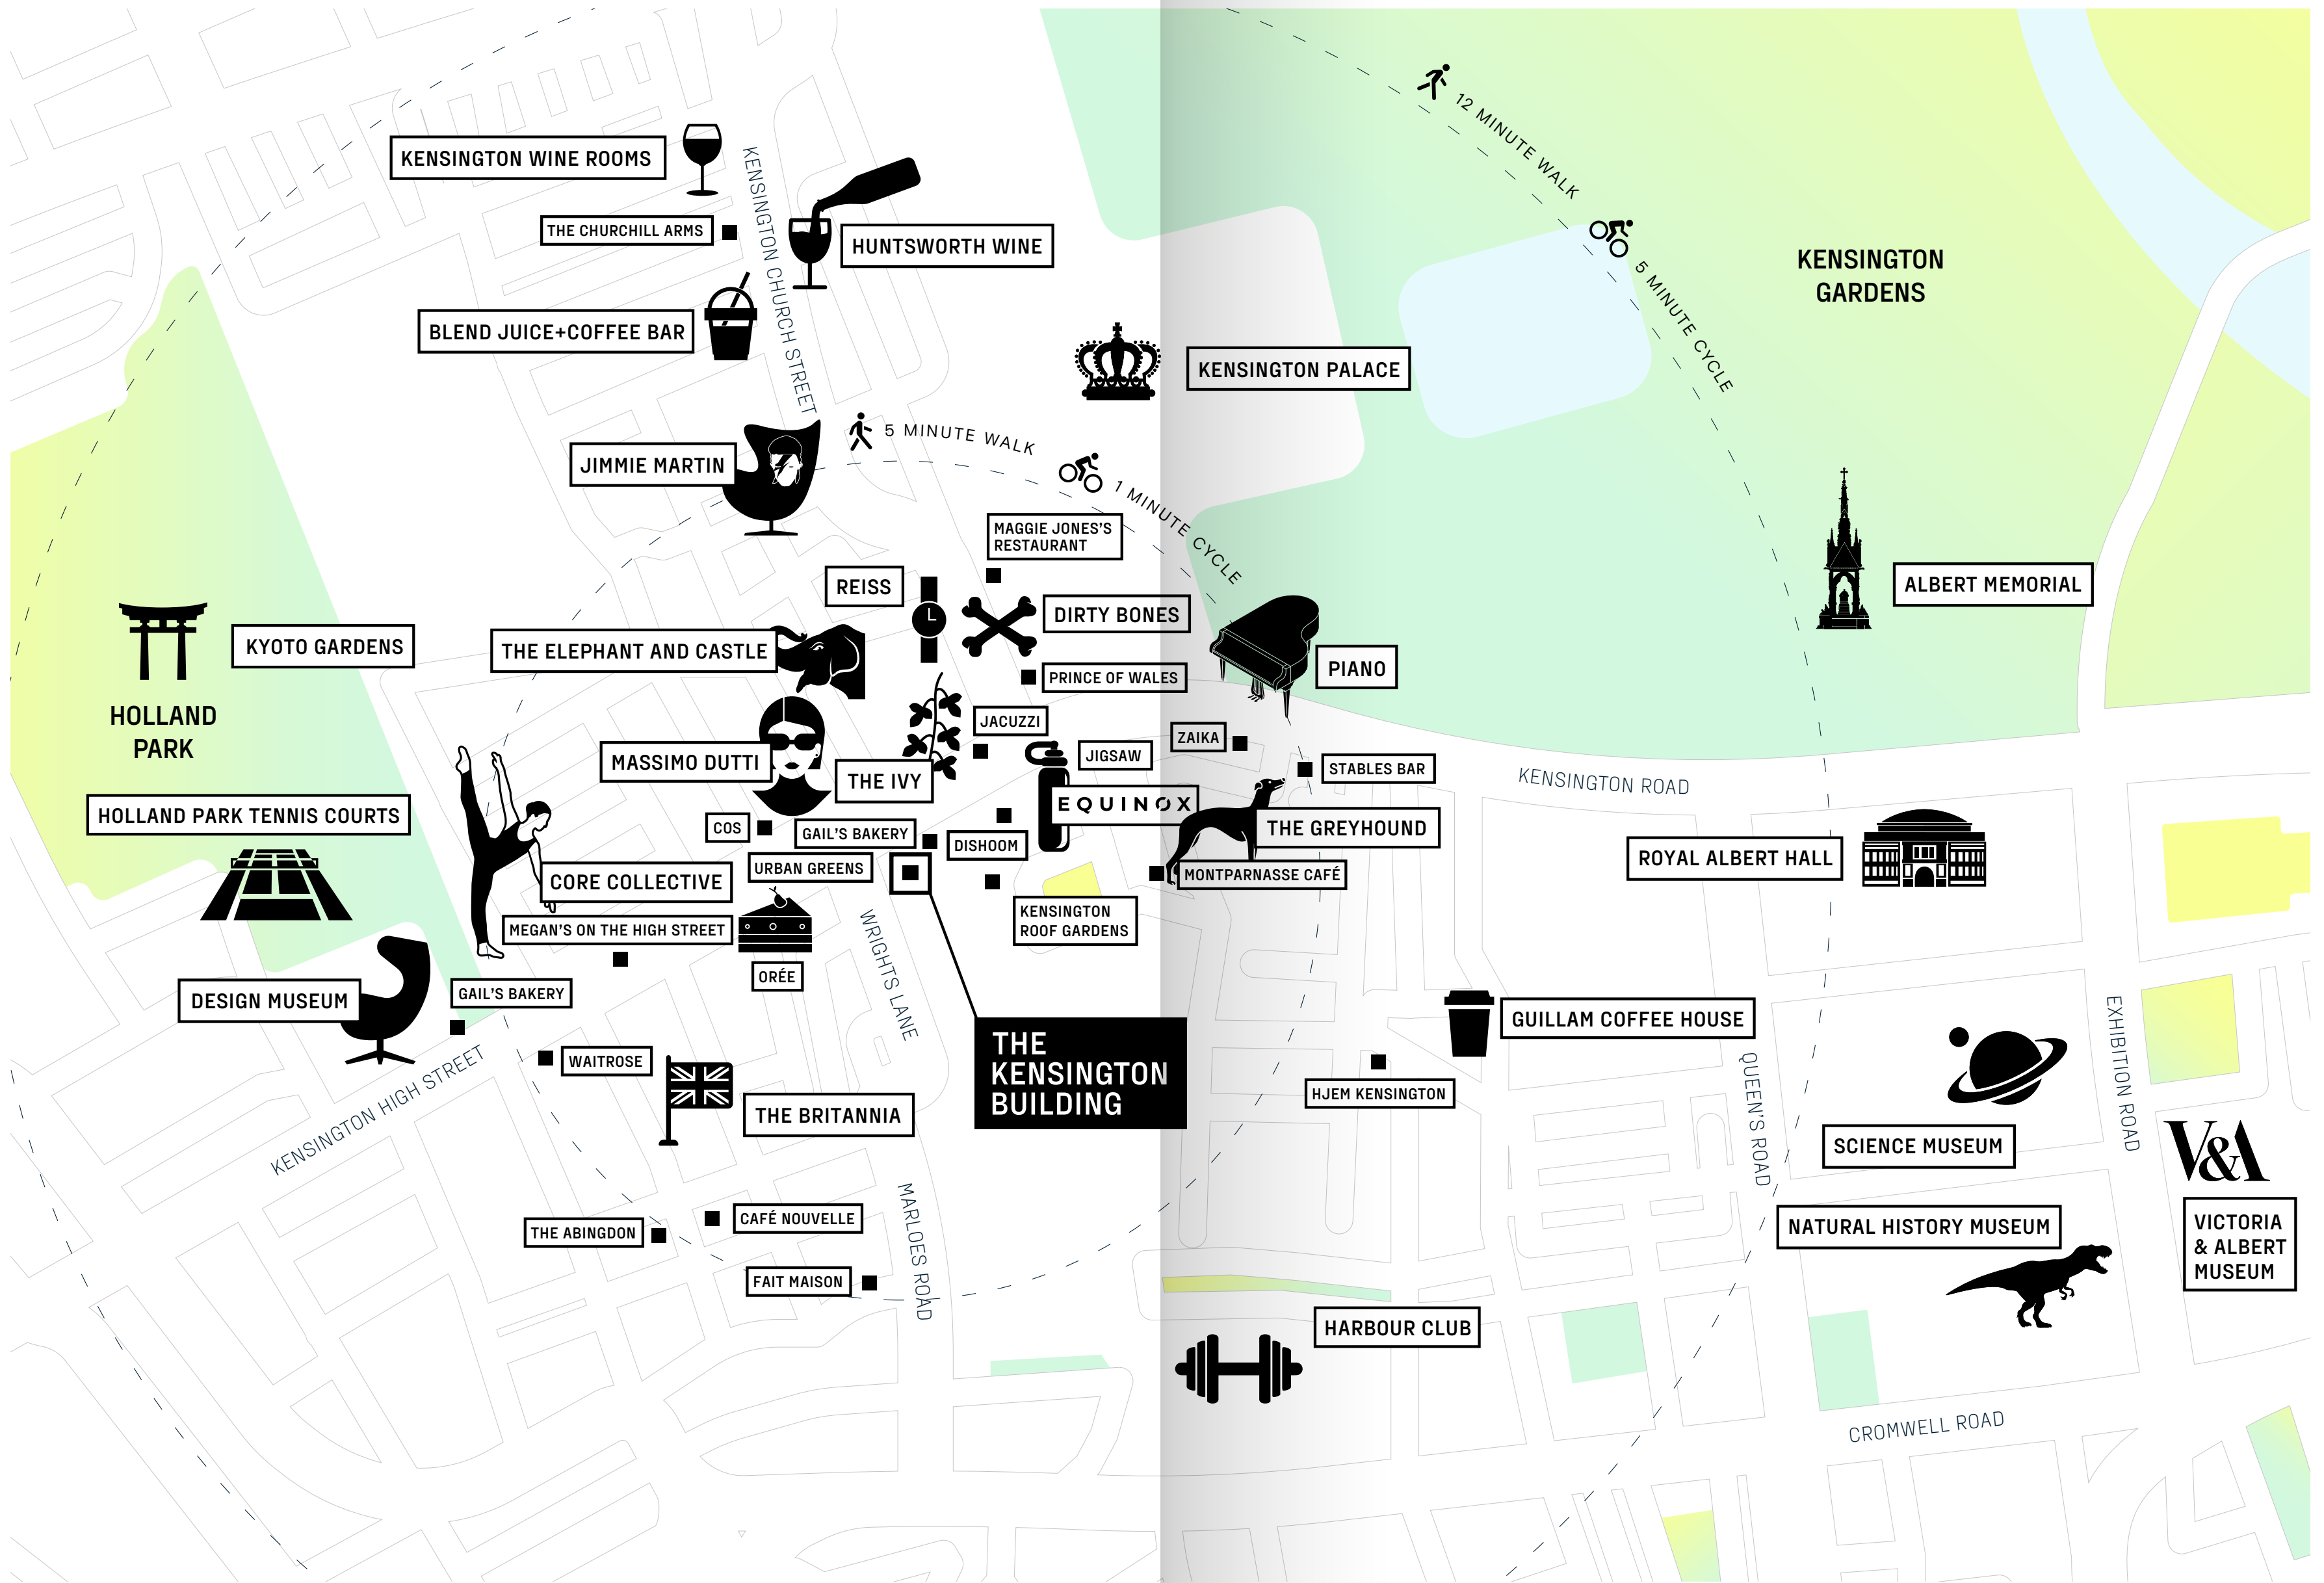 12 MINUTE WALK
5 MINUTE CYCLE
KENSINGTON WINE ROOMS
KENSINGTON CHURCH STREET
THE CHURCHILL ARMS
HUNTSWORTH WINE
KENSINGTON
GARDENS
BLEND JUICE+COFFEE BAR
KENSINGTON PALACE
5 MINUTE WALK
1 MINUTE CYCLE
JIMMIE MARTIN
MAGGIE JONES'S
RESTAURANT
REISS
ALBERT MEMORIAL
DIRTY BONES
KYOTO GARDENS
THE ELEPHANT AND CASTLE
PRINCE OF WALES
PIANO
HOLLAND
PARK
JACUZZI
ZAIKA
MASSIMO DUTTI
THE IVY
JIGSAW
STABLES BAR
KENSINGTON ROAD
HOLLAND PARK TENNIS COURTS
EQUINOX
COS
GAIL'S BAKERY
THE GREYHOUND
DISHOOM
ROYAL ALBERT HALL
URBAN GREENS
MONTPARNASSE CAFÉ
CORE COLLECTIVE
KENSINGTON
ROOF GARDENS
MEGAN'S ON THE HIGH STREET
WRIGHTS LANE
ORÉE
DESIGN MUSEUM
GAIL'S BAKERY
GUILLAM COFFEE HOUSE
EXHIBITION ROAD
THE
KENSINGTON
BUILDING
WAITROSE
KENSINGTON HIGH STREET
HJEM KENSINGTON
QUEEN'S ROAD
THE BRITANNIA
SCIENCE MUSEUM
V&A
CAFÉ NOUVELLE
THE ABINGDON
MARLOES ROAD
NATURAL HISTORY MUSEUM
VICTORIA
& ALBERT
MUSEUM
FAIT MAISON
HARBOUR CLUB
CROMWELL ROAD